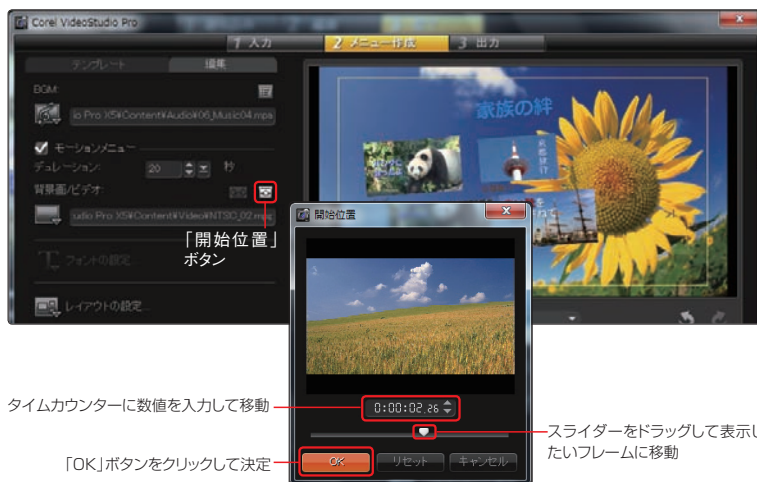 Corel VideoStudio Pro
1 入力
2 メニュー作成
3 出力
テンプレート
編集
BGM:
io Pro X5¥Content¥Audio¥06_Music04.mpa
モーションメニュー
デュレーション:
20
秒
背景画/ビデオ:
udio Pro X5¥Content¥Video¥NTSC_02.mpg
「開始位置」
ボタン
フォントの設定
レイアウトの設定...
家族の絆
開始位置
タイムカウンターに数値を入力して移動
0:00:02.26
スライダーをドラッグして表示し
たいフレームに移動
「OK」ボタンをクリックして決定
OK
リセット
キャンセル